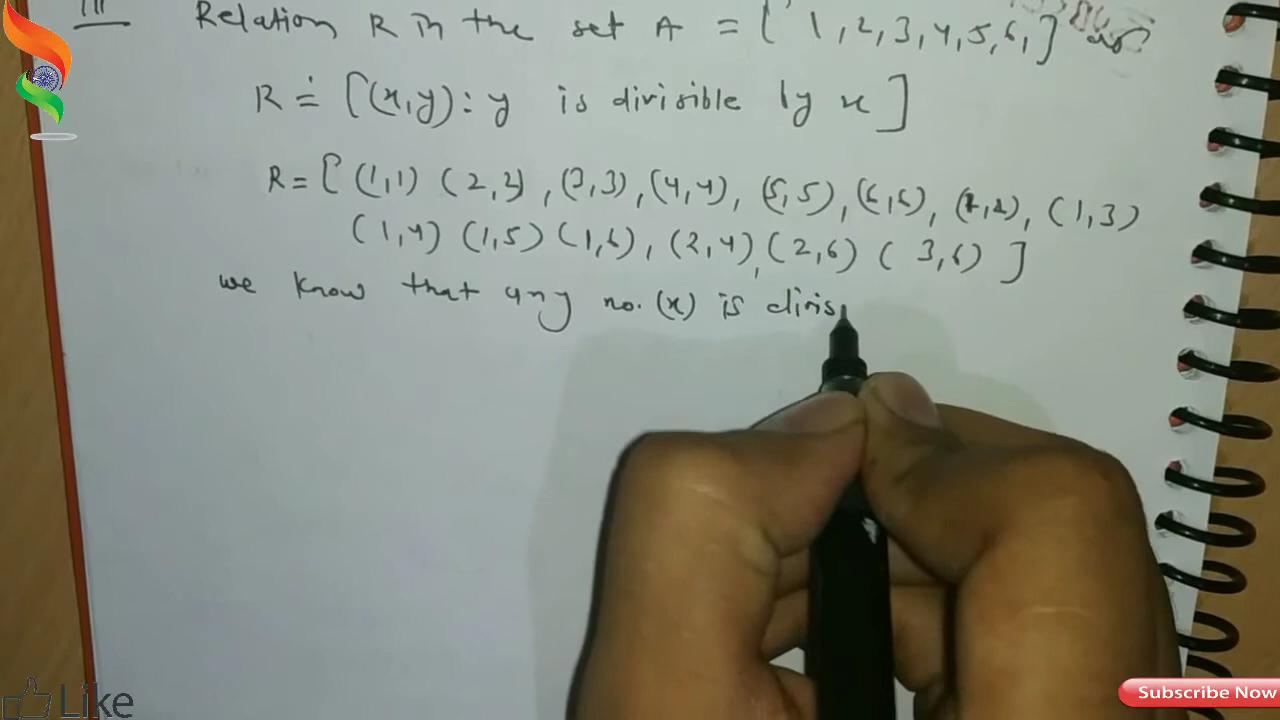 III Relation R in the set A = { 1,2,3,4,5,6,} as
R = [(x,y): y is divisible by x]
R= [ (1,1) (2,2), (3,3), (4,4), (5,5), (6,6), (1,2), (1,3)
(1,4) (1,5) (1,6), (2,4), (2,6) ( 3,6) ]
we know that any no. (x) is divis
Like
Subscribe Now